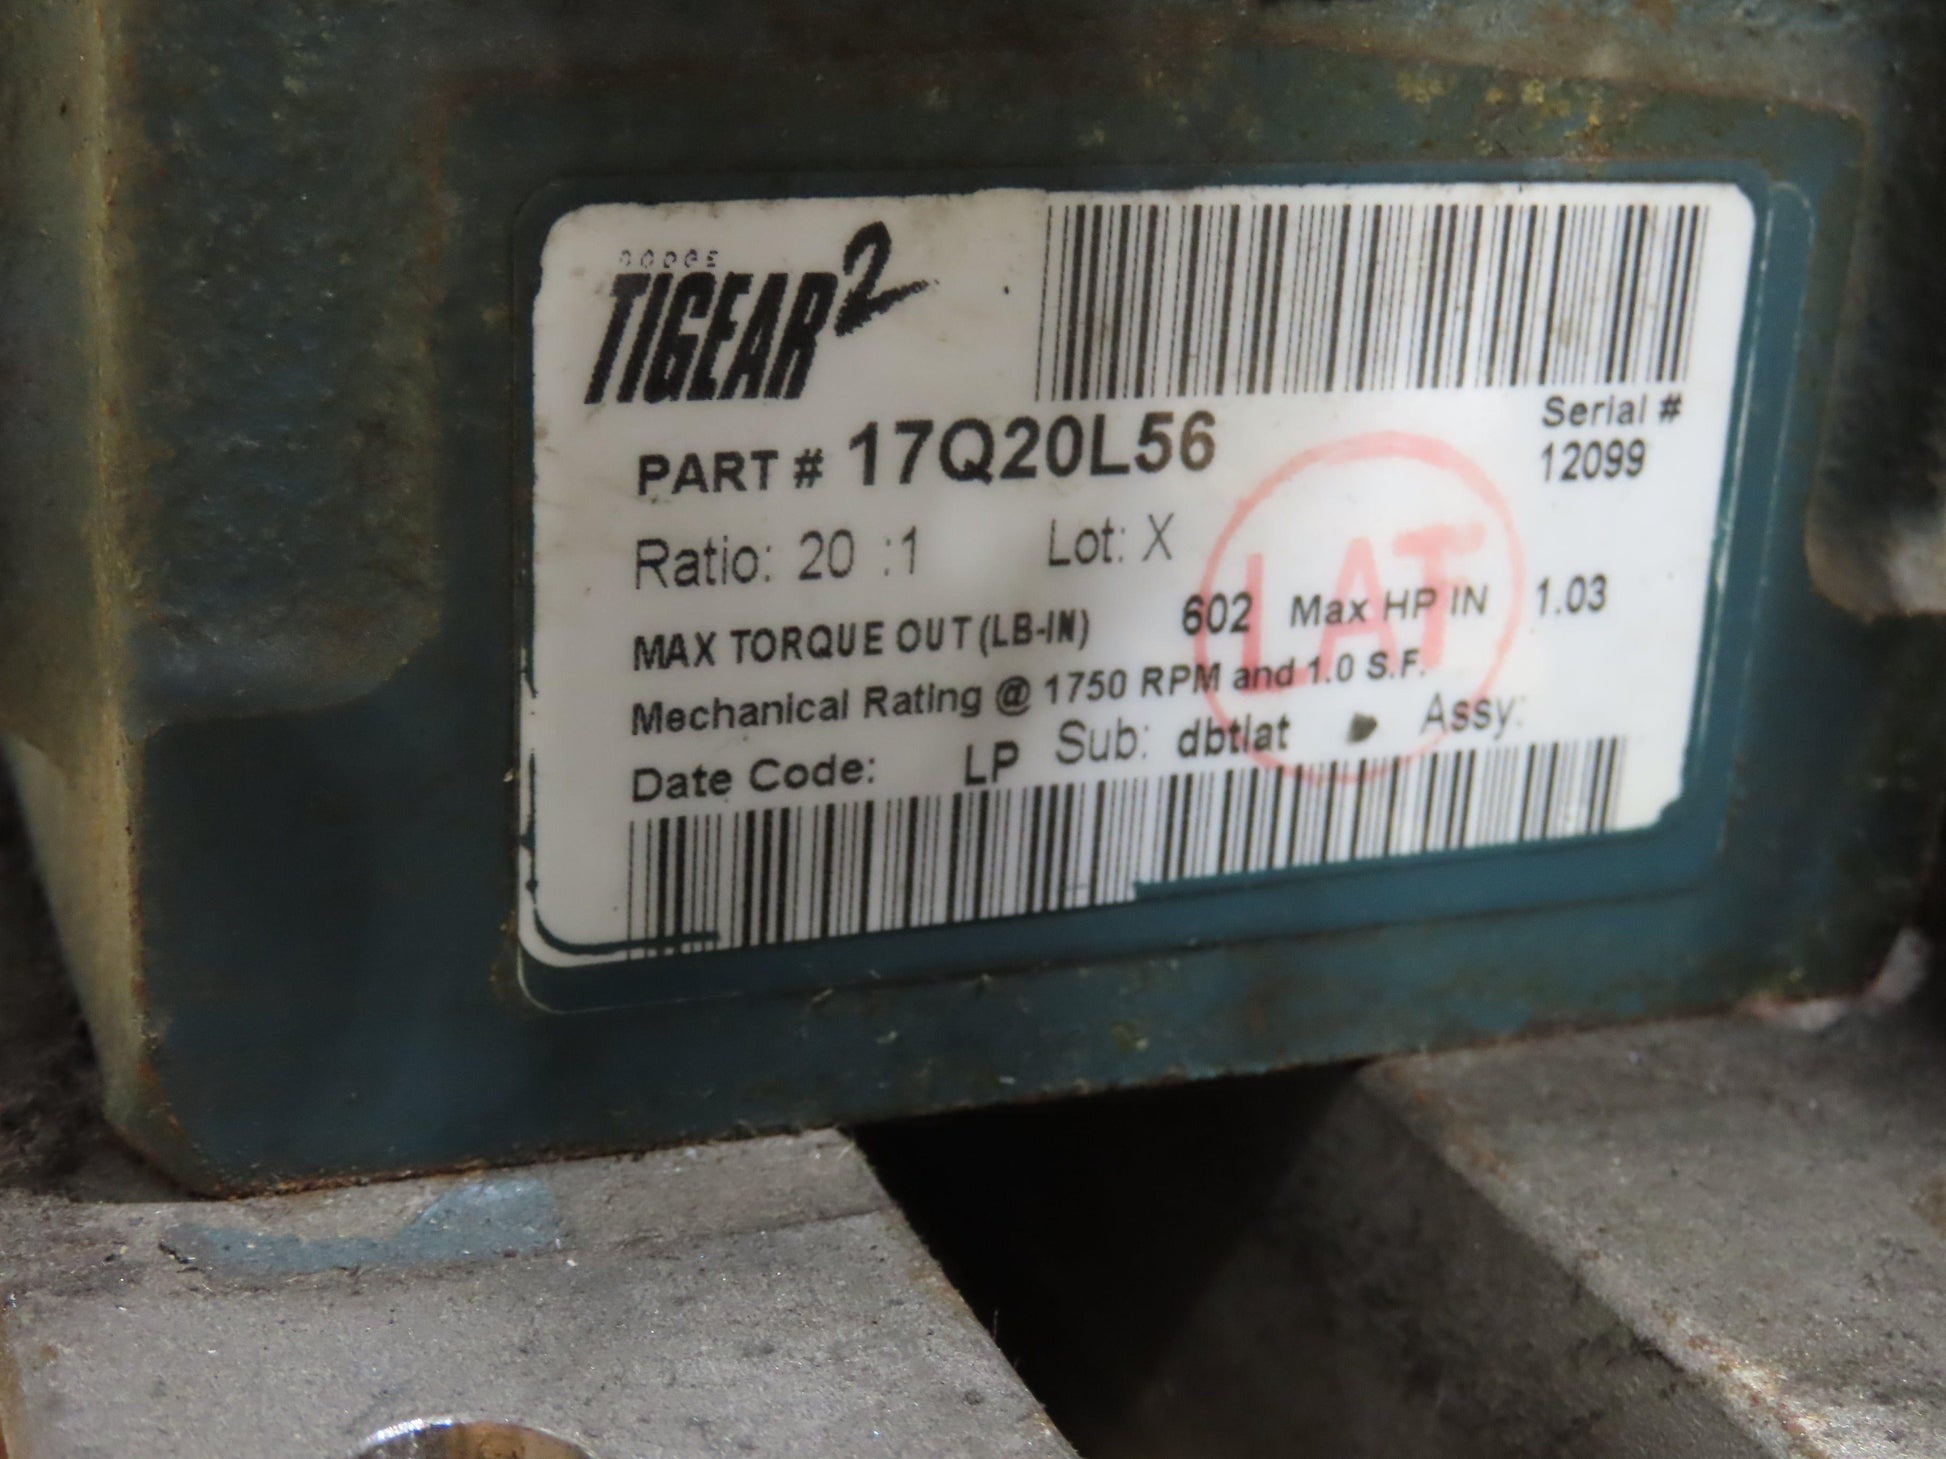 DODGE
TIGEAR2
PART # 17Q20L56
Serial #
12099
Ratio: 20 :1 Lot: X
MAX TORQUE OUT (LB-IN) 602 Max HP IN 1.03
Mechanical Rating @ 1750 RPM and 1.0 S.F.
Date Code: LP Sub: dbtlat Assy:
LAT